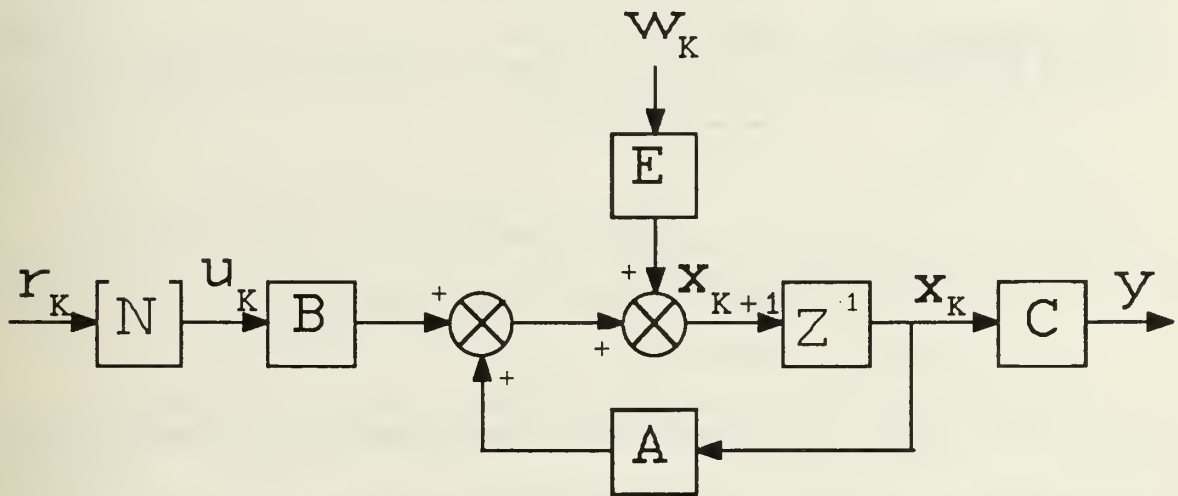 w_K
E
r_K
N
u_K
B
+
+
+
+
x_K+1
Z^1
x_K
C
y
A